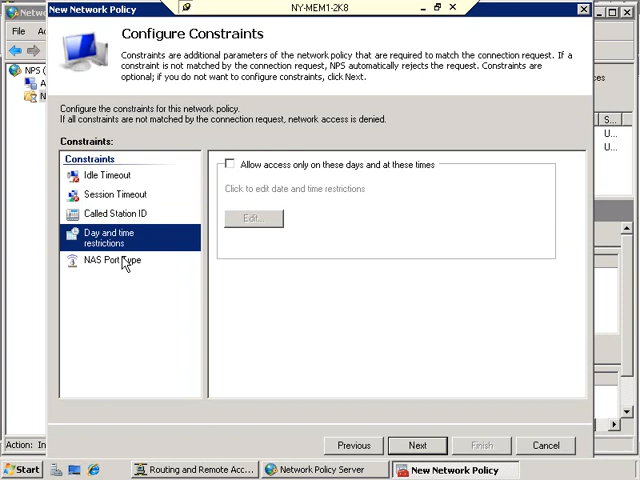 New Network Policy
NY-MEM1-2K8
Netwo
File
NPS (
A
N
Configure Constraints
Constraints are additional parameters of the network policy that are required to match the connection request. If a
constraint is not matched by the connection request, NPS automatically rejects the request. Constraints are
optional; if you do not want to configure constraints, click Next.
Configure the constraints for this network policy.
If all constraints are not matched by the connection request, network access is denied.
Constraints:
Constraints
Idle Timeout
Session Timeout
Called Station ID
Day and time
restrictions
NAS Port Type
Allow access only on these days and at these times
Click to edit date and time restrictions
Edit...
S...
U...
U...
Action: In
Previous
Next
Finish
Cancel
Start
Routing and Remote Acc...
Network Policy Server
New Network Policy